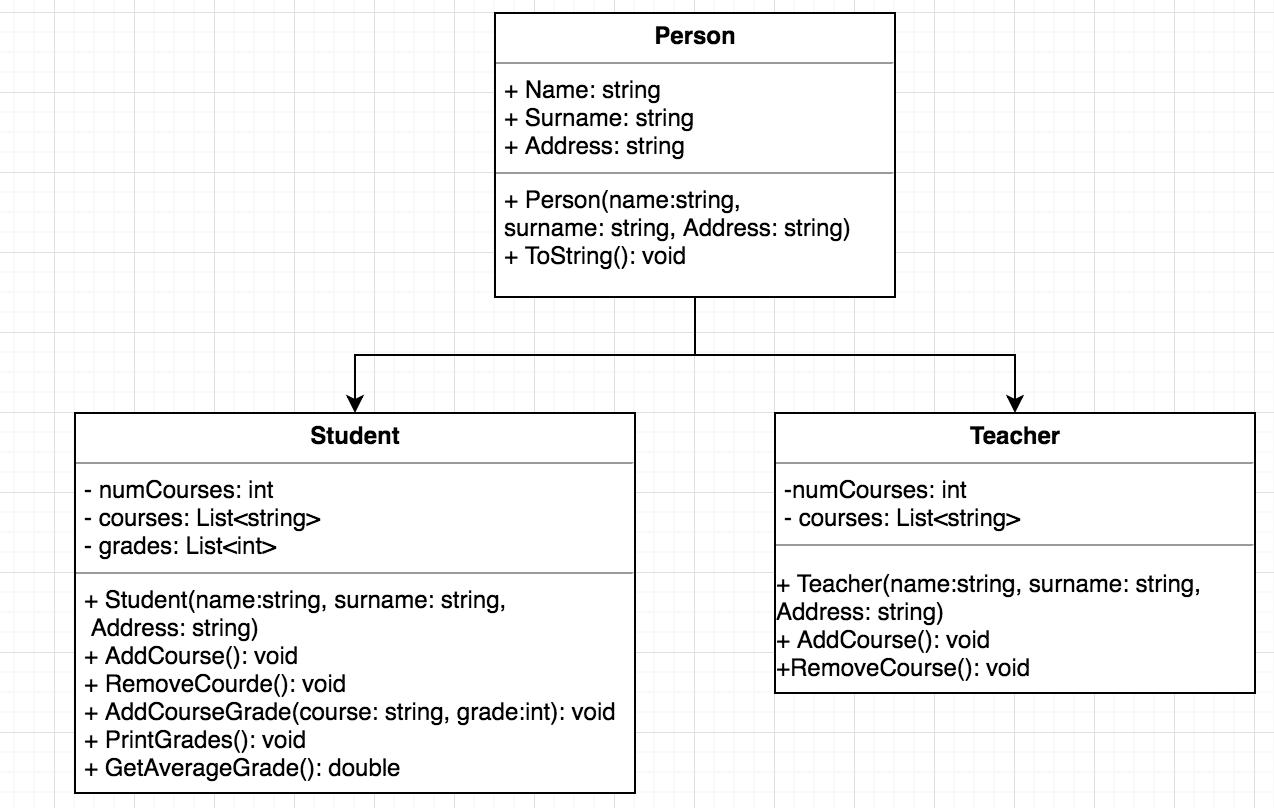 Person
+ Name: string
+ Surname: string
+ Address: string
+ Person(name:string,
surname: string, Address: string)
+ ToString(): void
Student
- numCourses: int
- courses: List<string>
- grades: List<int>
+ Student(name:string, surname: string,
Address: string)
+ AddCourse(): void
+ RemoveCourde(): void
+ AddCourseGrade(course: string, grade:int): void
+ PrintGrades(): void
+ GetAverageGrade(): double
Teacher
-numCourses: int
- courses: List<string>
+ Teacher(name:string, surname: string,
Address: string)
+ AddCourse(): void
+RemoveCourse(): void